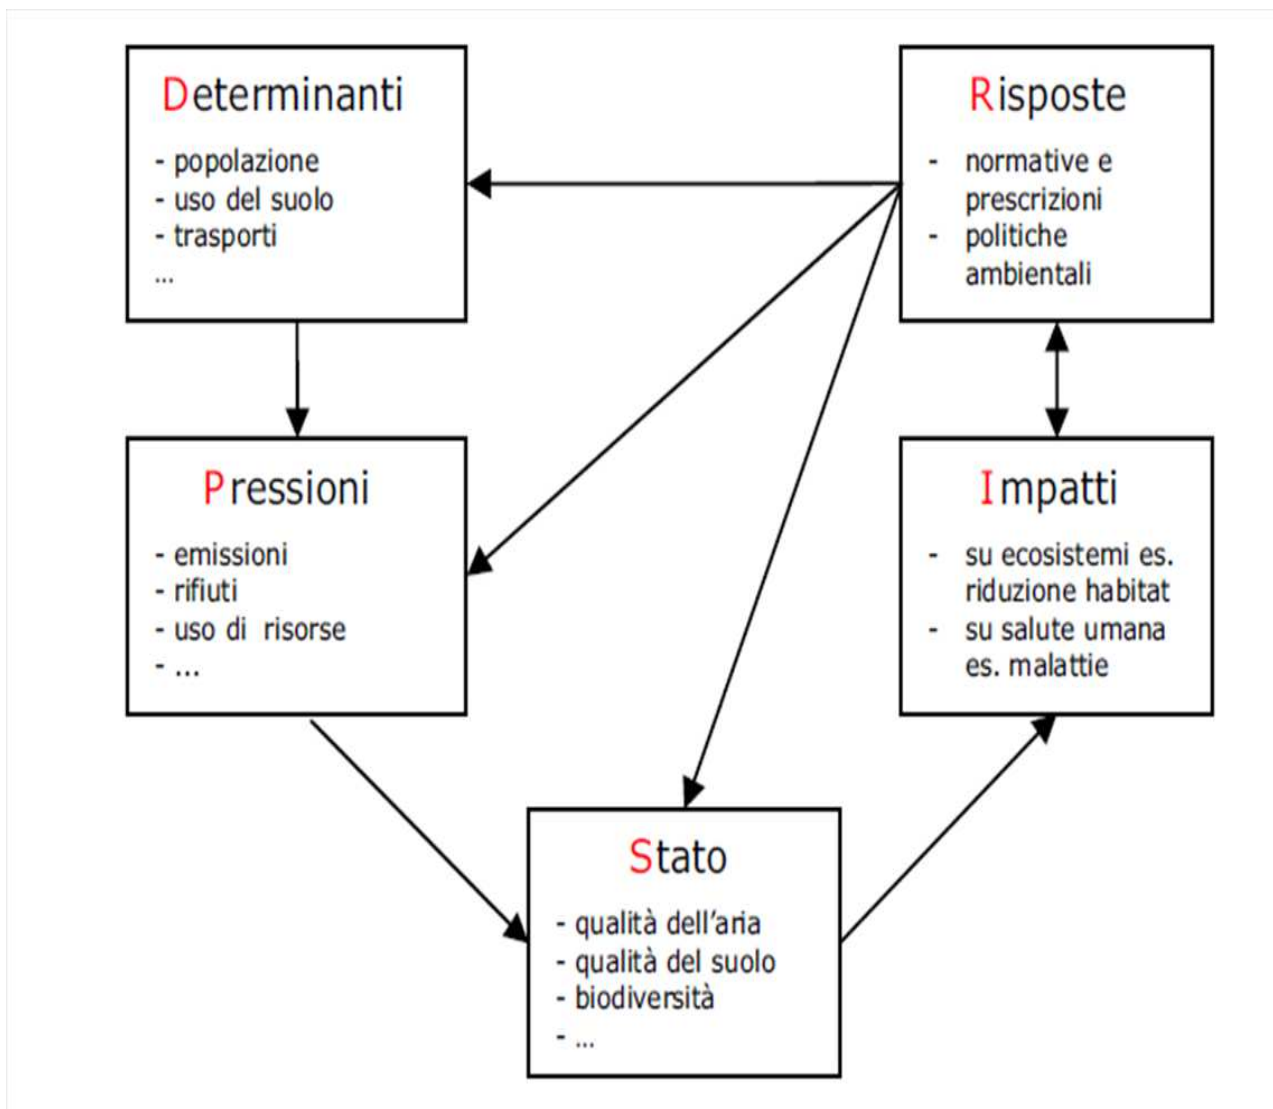 Determinanti
- popolazione
- uso del suolo
- trasporti
...
Risposte
- normative e
prescrizioni
- politiche
ambientali
Pressioni
- emissioni
- rifiuti
- uso di risorse
- ...
Impatti
- su ecosistemi es.
riduzione habitat
- su salute umana
es. malattie
Stato
- qualità dell'aria
- qualità del suolo
- biodiversità
- ...